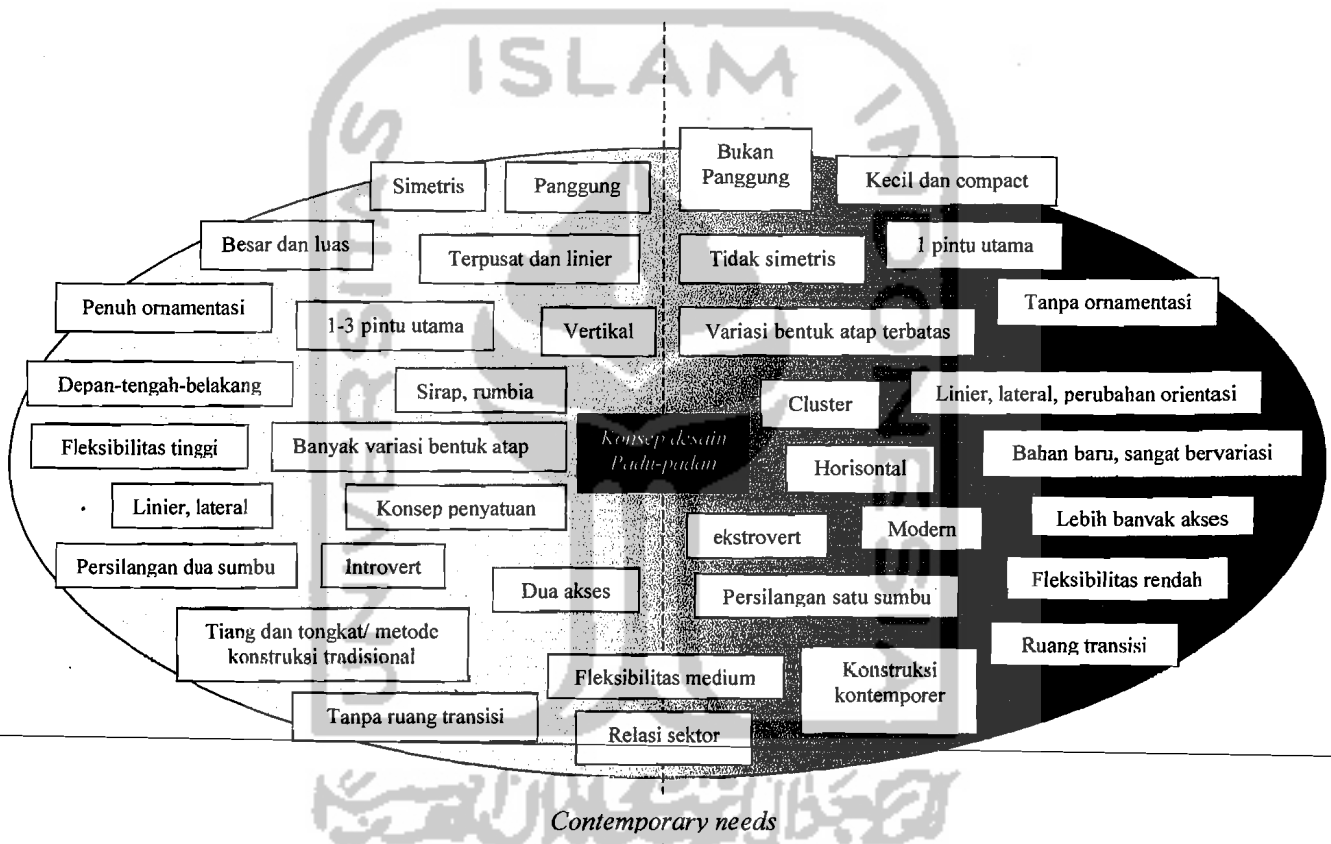 UNIVERSITAS
ISLAM
INDONESIA
Bukan
Panggung
Simetris
Panggung
Kecil dan compact
Besar dan luas
Terpusat dan linier
Tidak simetris
1 pintu utama
Penuh ornamentasi
1-3 pintu utama
Vertikal
Variasi bentuk atap terbatas
Tanpa ornamentasi
Depan-tengah-belakang
Sirap, rumbia
Cluster
Linier, lateral, perubahan orientasi
Fleksibilitas tinggi
Banyak variasi bentuk atap
Konsep desain
Padu-padan
Horisontal
Bahan baru, sangat bervariasi
Linier, lateral
Konsep penyatuan
ekstrovert
Modern
Lebih banyak akses
Persilangan dua sumbu
Introvert
Dua akses
Persilangan satu sumbu
Fleksibilitas rendah
Tiang dan tongkat/ metode
konstruksi tradisional
Fleksibilitas medium
Konstruksi
kontemporer
Ruang transisi
Tanpa ruang transisi
Relasi sektor
Contemporary needs